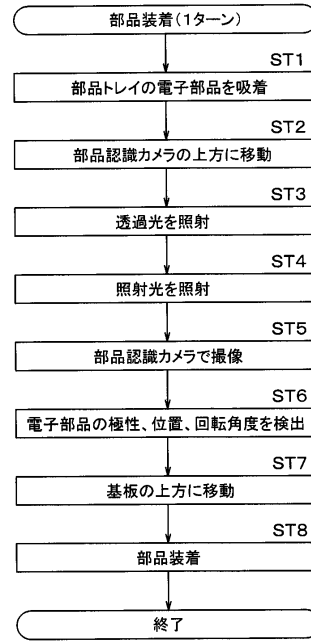 部品装着(1ターン)
ST1
部品トレイの電子部品を吸着
ST2
部品認識カメラの上方に移動
ST3
透過光を照射
ST4
照射光を照射
ST5
部品認識カメラで撮像
ST6
電子部品の極性、位置、回転角度を検出
ST7
基板の上方に移動
ST8
部品装着
終了